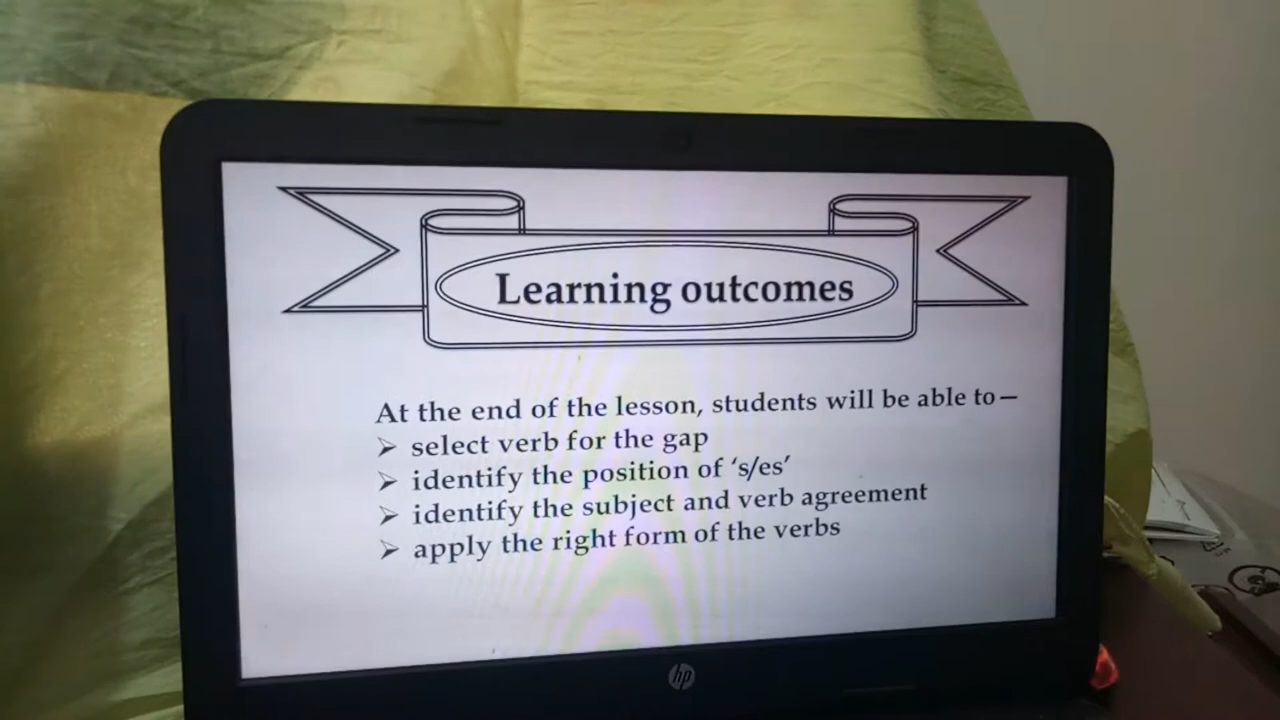 Learning outcomes
At the end of the lesson, students will be able to—
➢ select verb for the gap
➢ identify the position of ‘s/es’
➢ identify the subject and verb agreement
➢ apply the right form of the verbs
hp